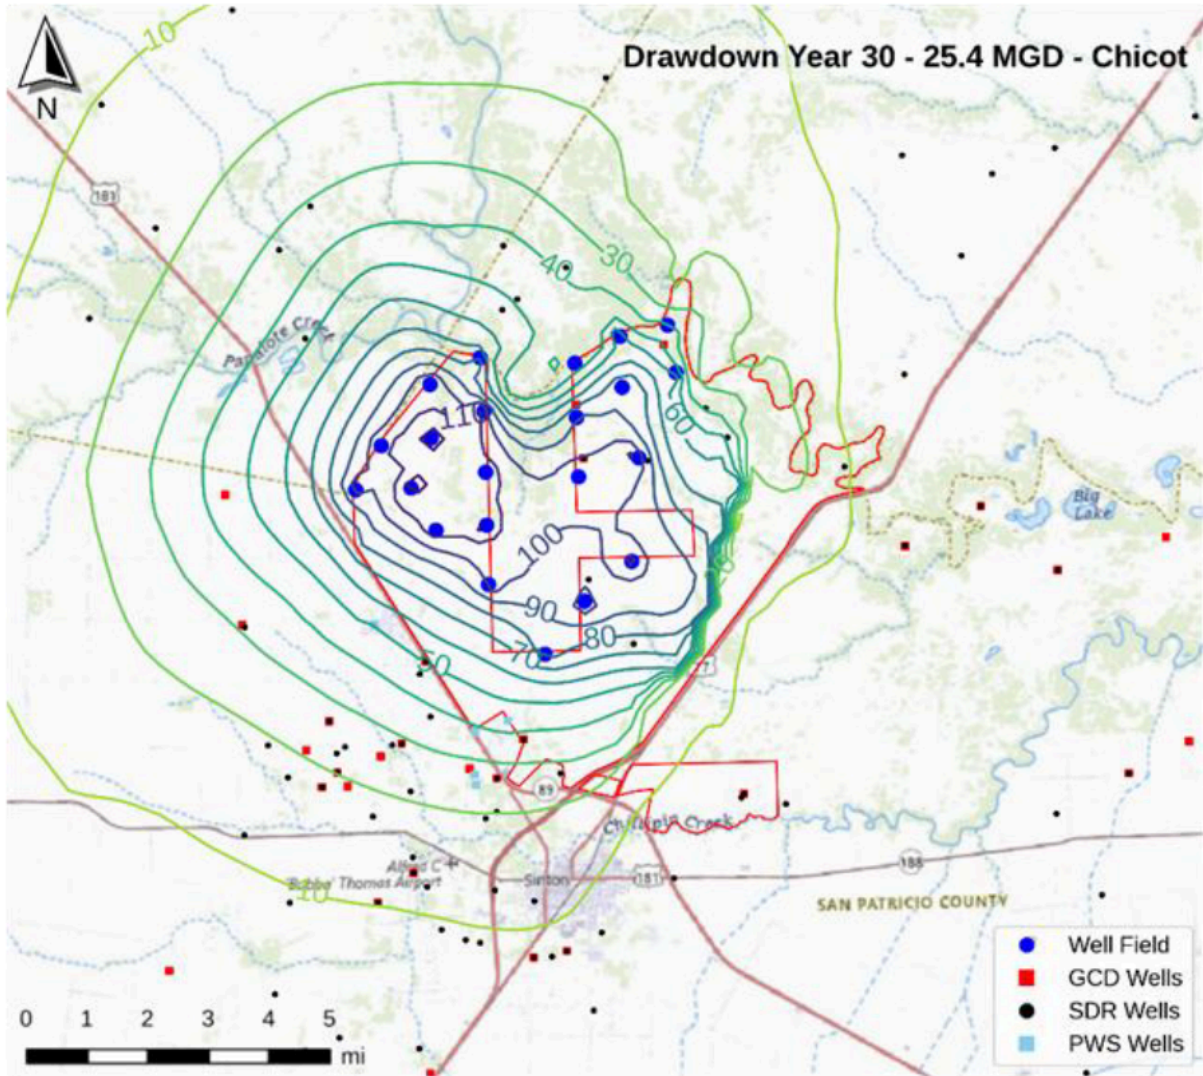 10
Drawdown Year 30 - 25.4 MGD - Chicot
N
181
30
40
Papalote Creek
110
60
Big
Lake
100
90
80
70
50
89
Chiltipin Creek
Alfred C
'Bobba' Thomas Airport
Sinton
181
188
10
SAN PATRICIO COUNTY
Well Field
GCD Wells
SDR Wells
PWS Wells
0 1 2 3 4 5
mi